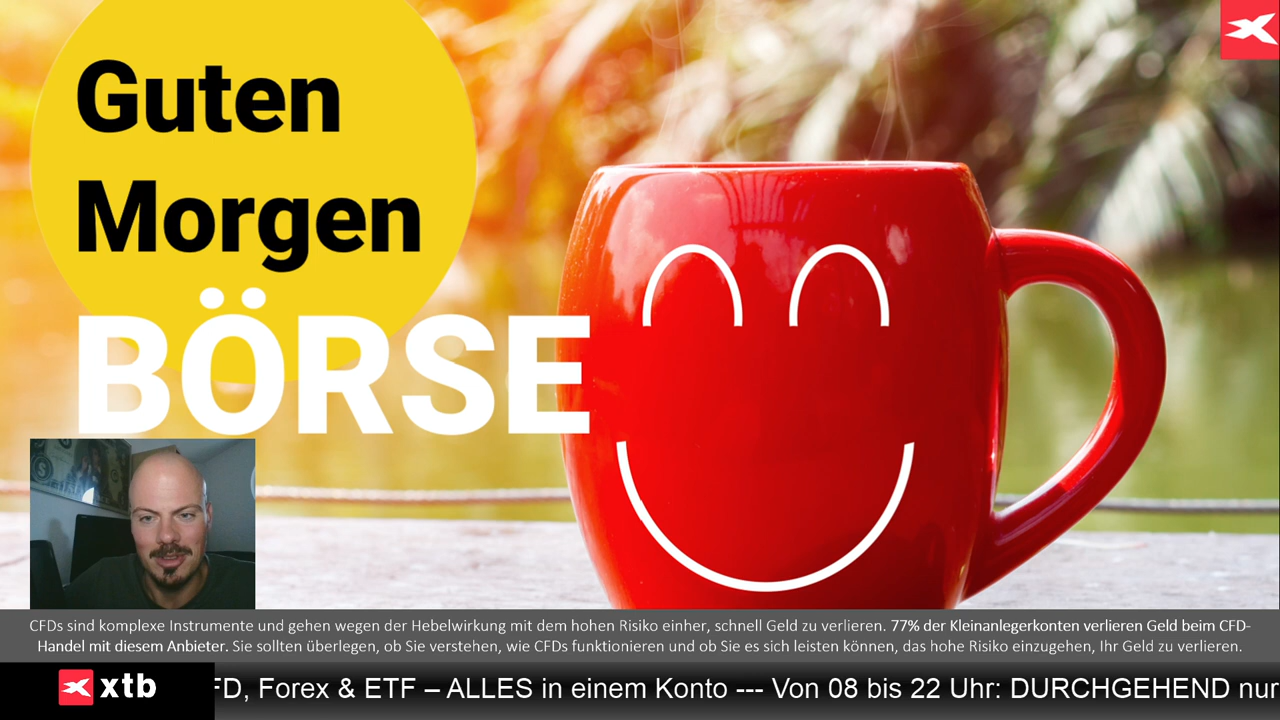 Guten
Morgen
BÖRSE
CFDs sind komplexe Instrumente und gehen wegen der Hebelwirkung mit dem hohen Risiko einher, schnell Geld zu verlieren. 77% der Kleinanlegerkonten verlieren Geld beim CFD-
Handel mit diesem Anbieter. Sie sollten überlegen, ob Sie verstehen, wie CFDs funktionieren und ob Sie es sich leisten können, das hohe Risiko einzugehen, Ihr Geld zu verlieren.
xtb FD, Forex & ETF – ALLES in einem Konto --- Von 08 bis 22 Uhr: DURCHGEHEND nur